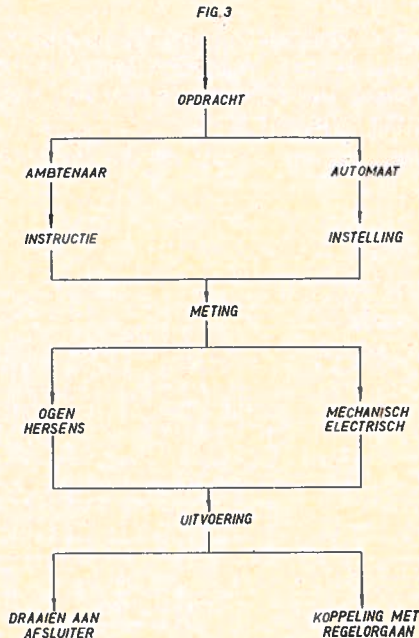 FIG. 3
OPDRACHT
AMBTENAAR
AUTOMAAT
INSTRUCTIE
INSTELLING
METING
OGEN
HERSENS
MECHANISCH
ELECTRISCH
UITVOERING
DRAAIEN AAN
AFSLUITER
KOPPELING MET
REGELORGAAN